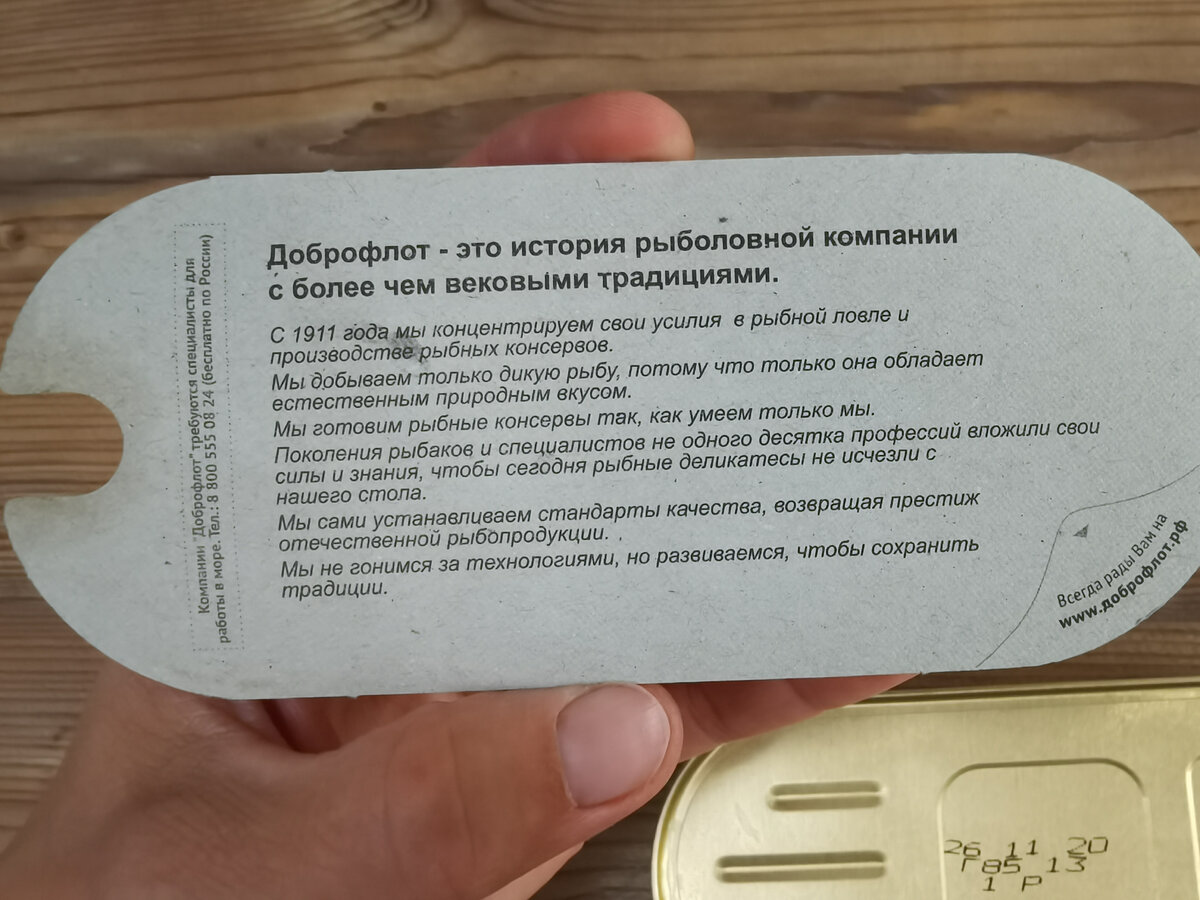 Доброфлот - это история рыболовной компании
с более чем вековыми традициями.
С 1911 года мы концентрируем свои усилия в рыбной ловле и
производстве рыбных консервов.
Мы добываем только дикую рыбу, потому что только она обладает
естественным природным вкусом.
Мы готовим рыбные консервы так, как умеем только мы.
Поколения рыбаков и специалистов не одного десятка профессий вложили свои
силы и знания, чтобы сегодня рыбные деликатесы не исчезли с
нашего стола.
Мы сами устанавливаем стандарты качества, возвращая престиж
отечественной рыбопродукции.
Мы не гонимся за технологиями, но развиваемся, чтобы сохранить
традиции.
Компании "Доброфлот" требуются специалисты для
работы в море. Тел.: 8 800 555 08 24 (бесплатно по России)
Всегда рады Вам на
www.доброфлот.рф
26 11 20
Г85 13
1 Р